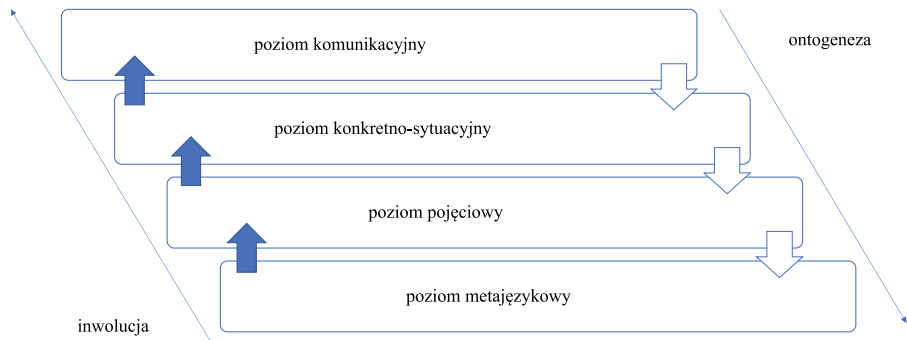 poziom komunikacyjny
ontogeneza
poziom konkretno-sytuacyjny
poziom pojęciowy
poziom metajęzykowy
inwolucja